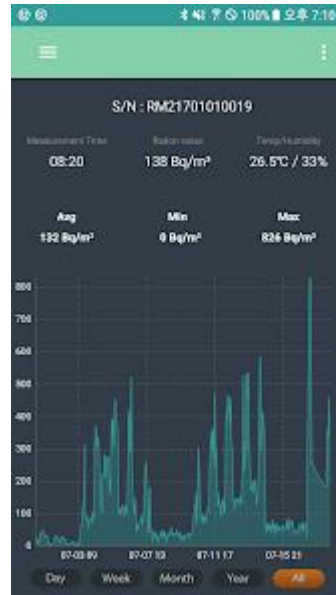 100% 오후 7:10
S/N : RM21701010019
Measurement Time Radon value Temp/Humidity
08:20 138 Bq/m³ 26.5℃ / 33%
Avg Min Max
132 Bq/m³ 0 Bq/m³ 826 Bq/m³
800
700
600
500
400
300
200
100
0
07-03 09 07-07 13 07-11 17 07-15 21
Day Week Month Year All